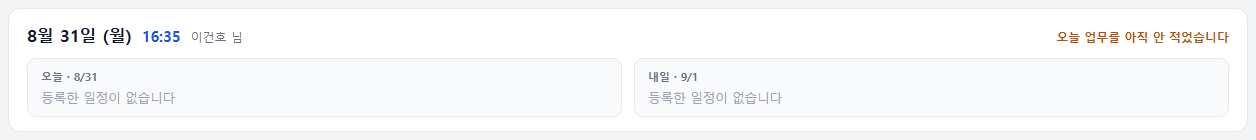 8월 31일 (월) 16:35 이건호 님
오늘 업무를 아직 안 적었습니다
오늘 · 8/31
등록한 일정이 없습니다
내일 · 9/1
등록한 일정이 없습니다